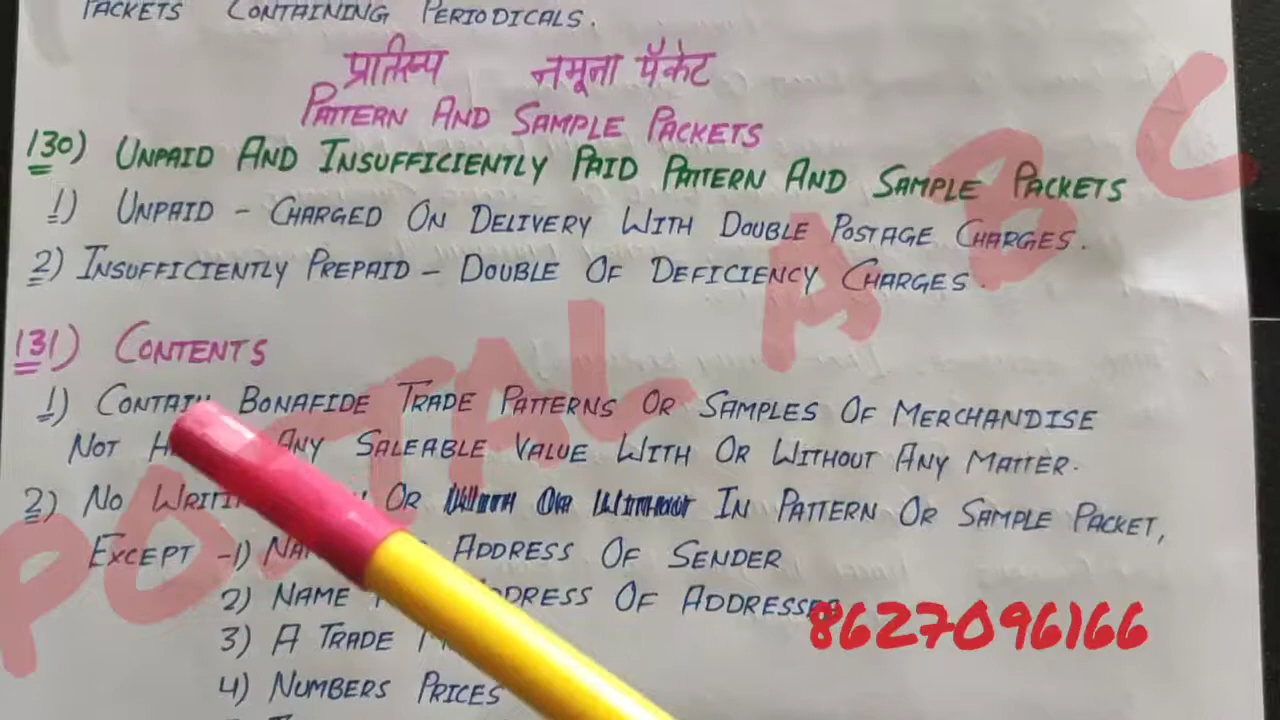 PACKETS CONTAINING PERIODICALS.
प्रातिरूप नमूना पॅकेट
PATTERN AND SAMPLE PACKETS
130) UNPAID AND INSUFFICIENTLY PAID PATTERN AND SAMPLE PACKETS
1) UNPAID - CHARGED ON DELIVERY WITH DOUBLE POSTAGE CHARGES.
2) INSUFFICIENTLY PREPAID - DOUBLE OF DEFICIENCY CHARGES.
131) CONTENTS
1) CONTAIN BONAFIDE TRADE PATTERNS OR SAMPLES OF MERCHANDISE
NOT ANY SALEABLE VALUE WITH OR WITHOUT ANY MATTER.
2) NO OR IN PATTERN OR SAMPLE PACKET,
EXCEPT -1) ADDRESS OF SENDER
2) NAME OF ADDRESSEE
3) A TRADE
4) NUMBERS PRICES
POSTAL ABC
8627096166